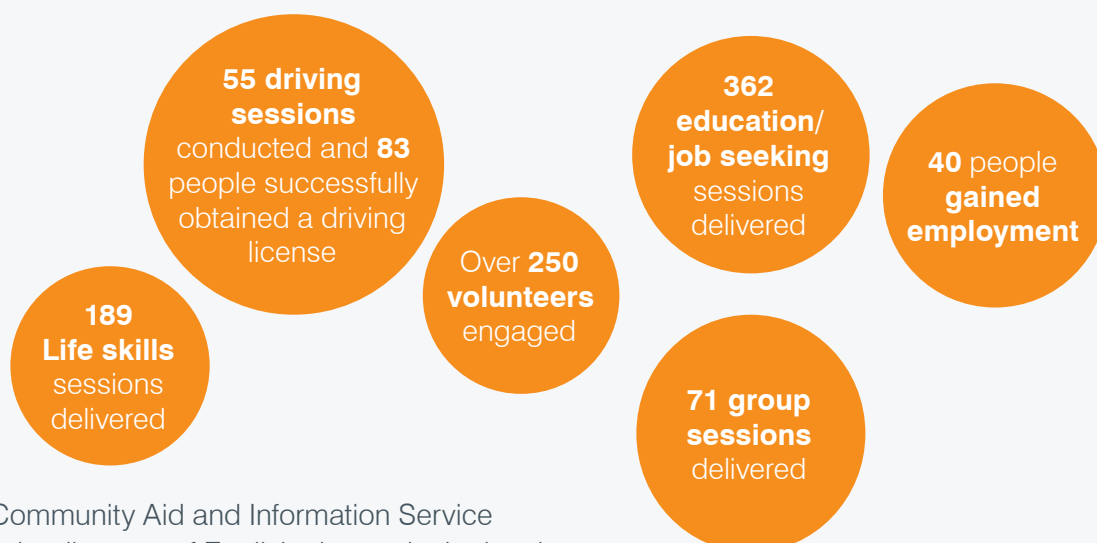 55 driving
sessions
conducted and 83
people successfully
obtained a driving
license
362
education/
job seeking
sessions
delivered
40 people
gained
employment
Over 250
volunteers
engaged
189
Life skills
sessions
delivered
71 group
sessions
delivered
Community Aid and Information Service